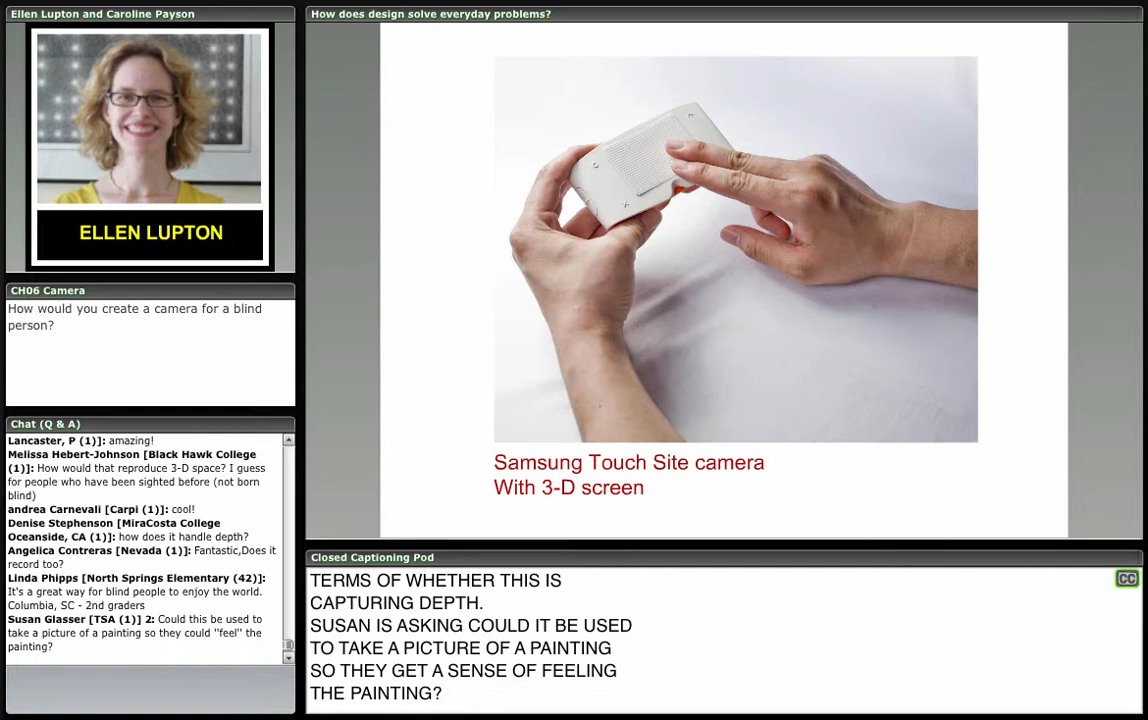 Ellen Lupton and Caroline Payson
ELLEN LUPTON
CH06 Camera
How would you create a camera for a blind
person?
Chat (Q & A)
Lancaster, P (1)]: amazing!
Melissa Hebert-Johnson [Black Hawk College
(1)]: How would that reproduce 3-D space? I guess
for people who have been sighted before (not born
blind)
andrea Carnevali [Carpi (1)]: cool!
Denise Stephenson [MiraCosta College
Oceanside, CA (1)]: how does it handle depth?
Angelica Contreras [Nevada (1)]: Fantastic,Does it
record too?
Linda Phipps [North Springs Elementary (42)]:
It's a great way for blind people to enjoy the world.
Columbia, SC - 2nd graders
Susan Glasser [TSA (1)] 2: Could this be used to
take a picture of a painting so they could "feel" the
painting?
How does design solve everyday problems?
Samsung Touch Site camera
With 3-D screen
Closed Captioning Pod
TERMS OF WHETHER THIS IS
CAPTURING DEPTH.
SUSAN IS ASKING COULD IT BE USED
TO TAKE A PICTURE OF A PAINTING
SO THEY GET A SENSE OF FEELING
THE PAINTING?
CC